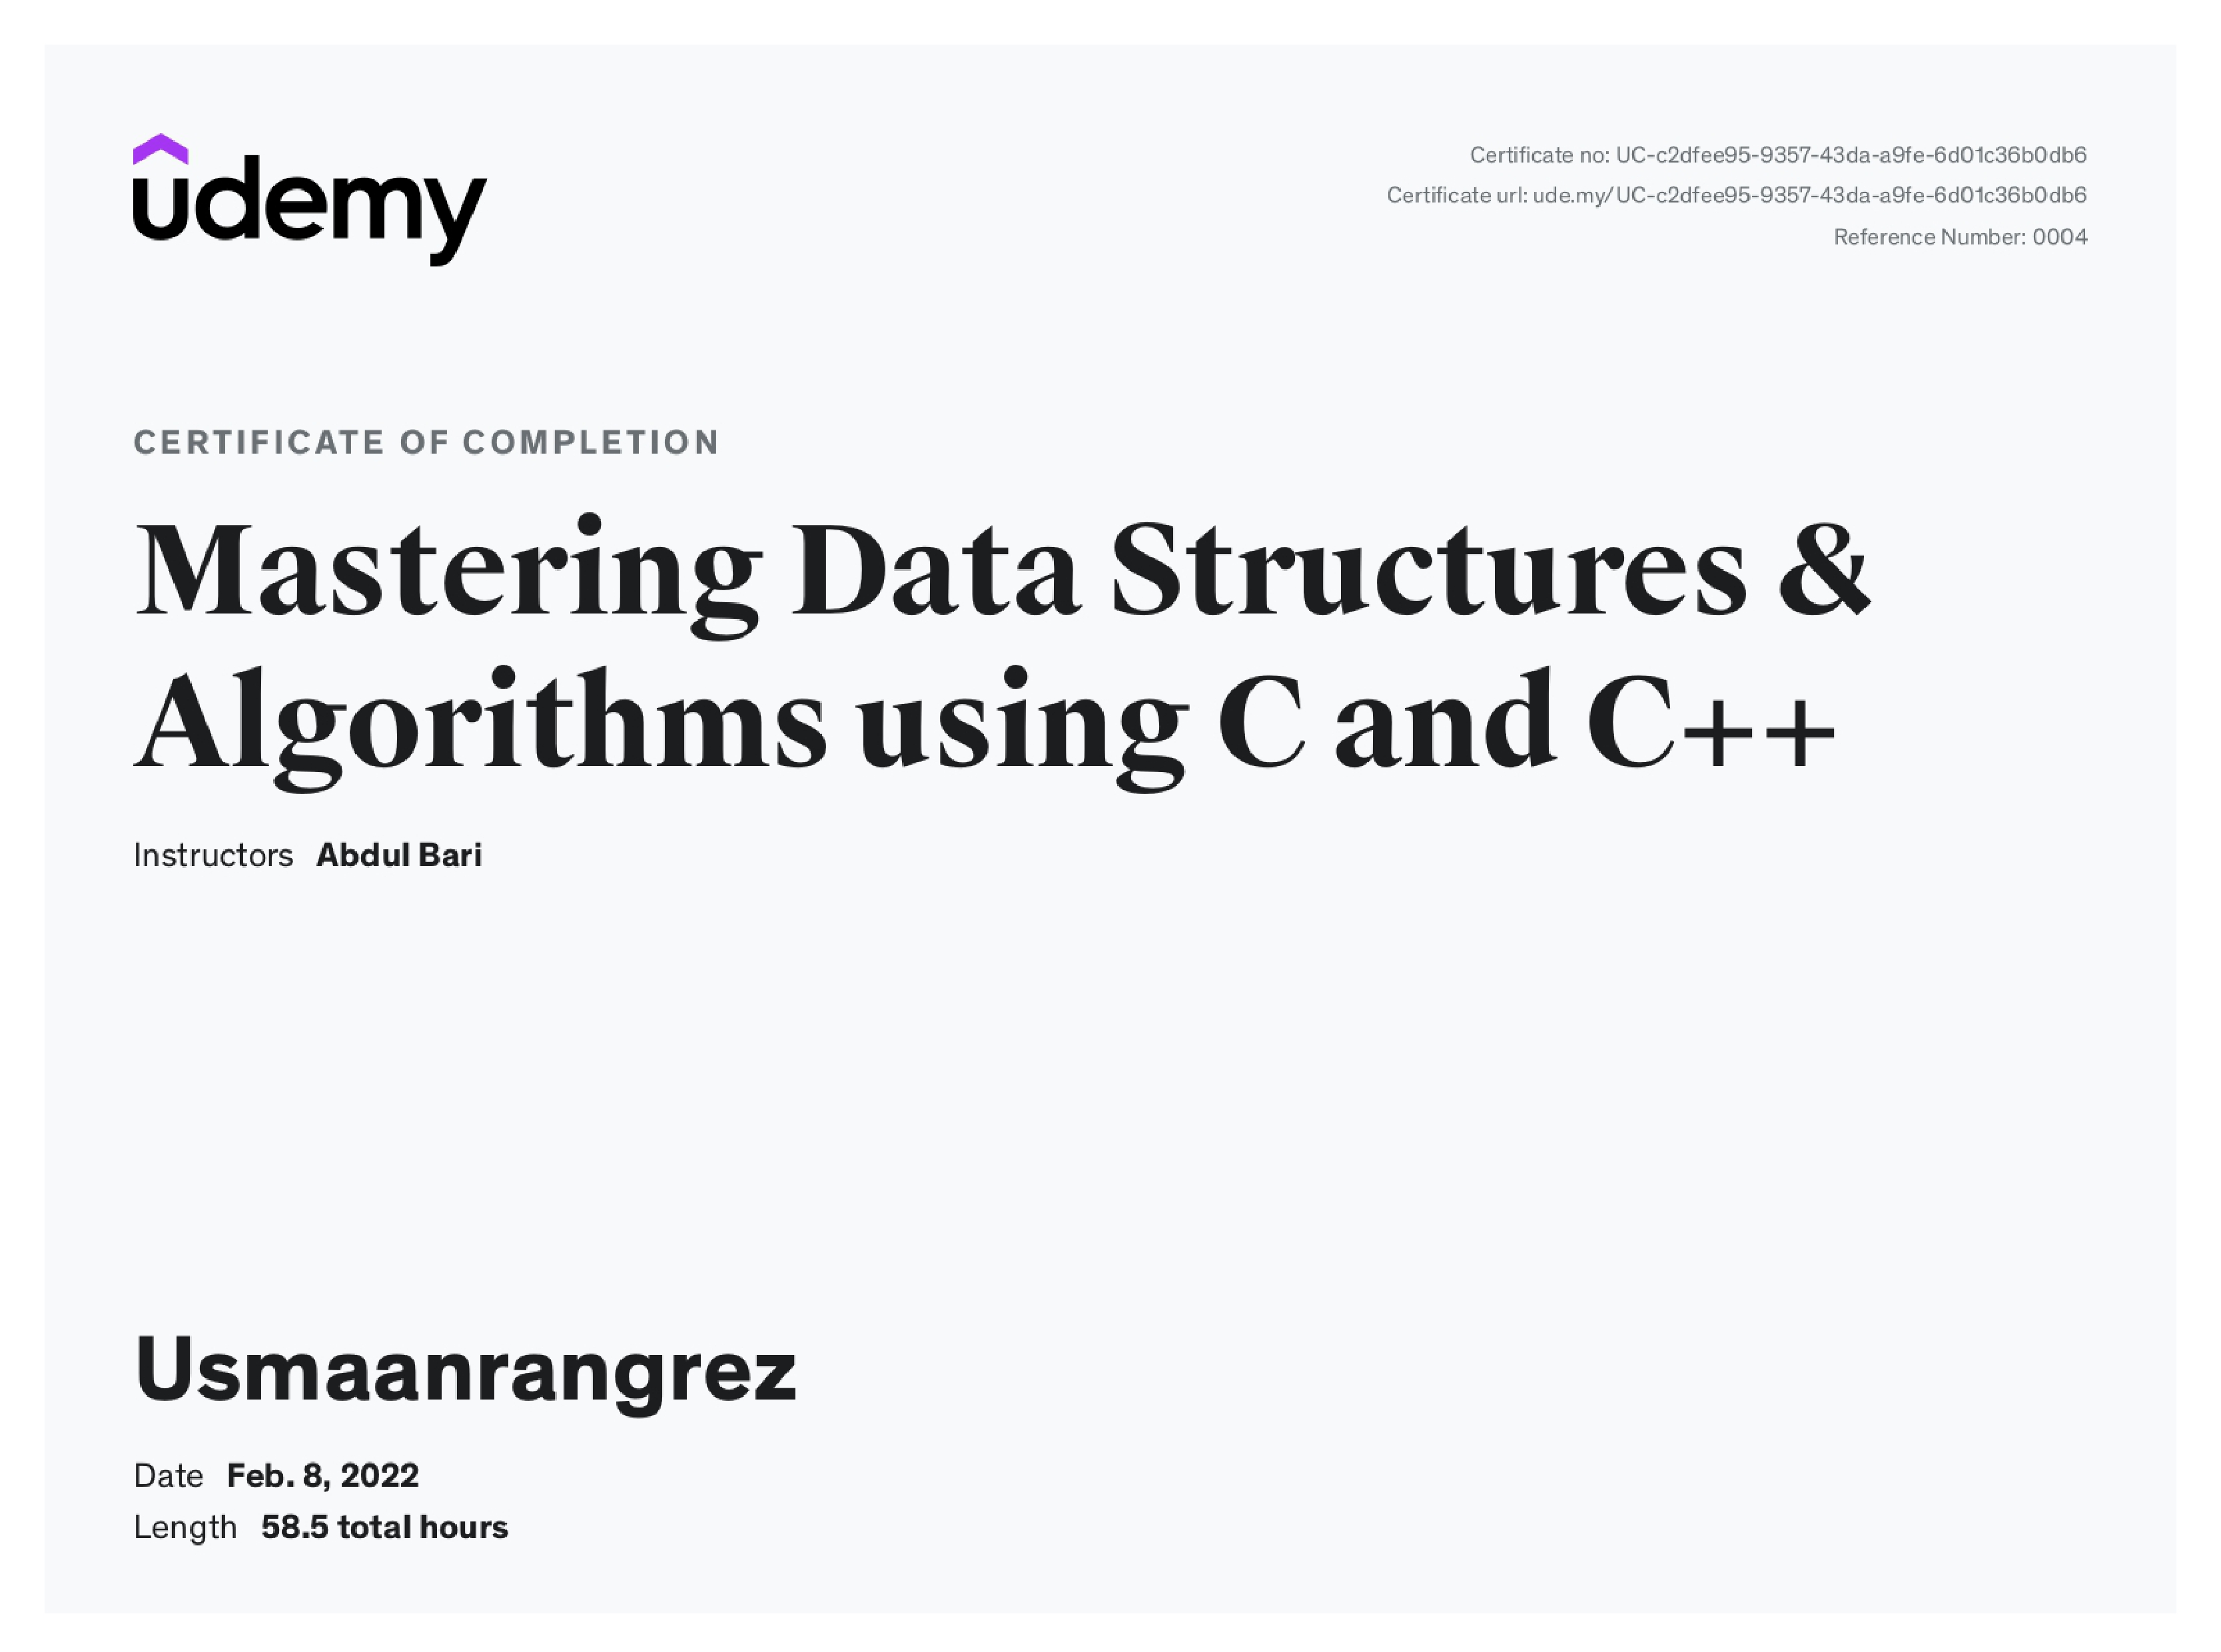 udemy
Certificate no: UC-c2dfee95-9357-43da-a9fe-6d01c36b0db6
Certificate url: ude.my/UC-c2dfee95-9357-43da-a9fe-6d01c36b0db6
Reference Number: 0004
CERTIFICATE OF COMPLETION
Mastering Data Structures &
Algorithms using C and C++
Instructors Abdul Bari
Usmaanrangrez
Date Feb. 8, 2022
Length 58.5 total hours